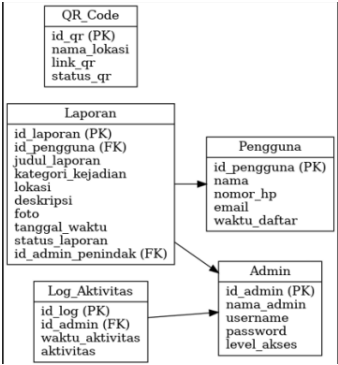 QR_Code
id_qr (PK)
nama_lokasi
link_qr
status_qr
Laporan
id_laporan (PK)
id_pengguna (FK)
judul_laporan
kategori_kejadian
lokasi
deskripsi
foto
tanggal_waktu
status_laporan
id_admin_penindak (FK)
Pengguna
id_pengguna (PK)
nama
nomor_hp
email
waktu_daftar
Log_Aktivitas
id_log (PK)
id_admin (FK)
waktu_aktivitas
aktivitas
Admin
id_admin (PK)
nama_admin
username
password
level_akses